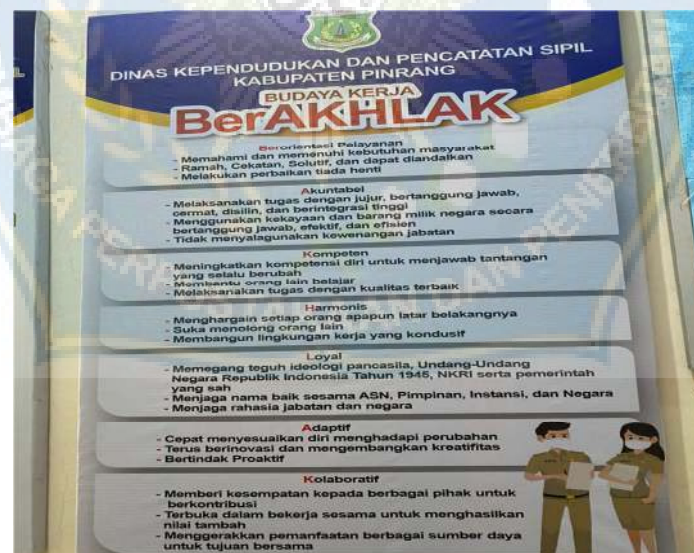 DINAS KEPENDUDUKAN DAN PENCATATAN SIPIL
KABUPATEN PINRANG
BUDAYA KERJA
BerAKHLAK
Berorientasi Pelayanan
- Memahami dan memenuhi kebutuhan masyarakat
- Ramah, Cekatan, Solutif, dan dapat diandalkan
- Melakukan perbaikan tiada henti
Akuntabel
- Melaksanakan tugas dengan jujur, bertanggung jawab,
cermat, disilin, dan berintegrasi tinggi
- Menggunakan kekayaan dan barang milik negara secara
bertanggung jawab, efektif, dan efisien
- Tidak menyalagunakan kewenangan jabatan
Kompeten
- Meningkatkan kompetensi diri untuk menjawab tantangan
yang selalu berubah
- Membantu orang lain belajar
- Melaksanakan tugas dengan kualitas terbaik
Harmonis
- Menghargain setiap orang apapun latar belakangnya
- Suka menolong orang lain
- Membangun lingkungan kerja yang kondusif
Loyal
- Memegang teguh ideologi pancasila, Undang-Undang
Negara Republik Indonesia Tahun 1945, NKRI serta pemerintah
yang sah
- Menjaga nama baik sesama ASN, Pimpinan, Instansi, dan Negara
- Menjaga rahasia jabatan dan negara
Adaptif
- Cepat menyesuaikan diri menghadapi perubahan
- Terus berinovasi dan mengembangkan kreatifitas
- Bertindak Proaktif
Kolaboratif
- Memberi kesempatan kepada berbagai pihak untuk
berkontribusi
- Terbuka dalam bekerja sesama untuk menghasilkan
nilai tambah
- Menggerakkan pemanfaatan berbagai sumber daya
untuk tujuan bersama